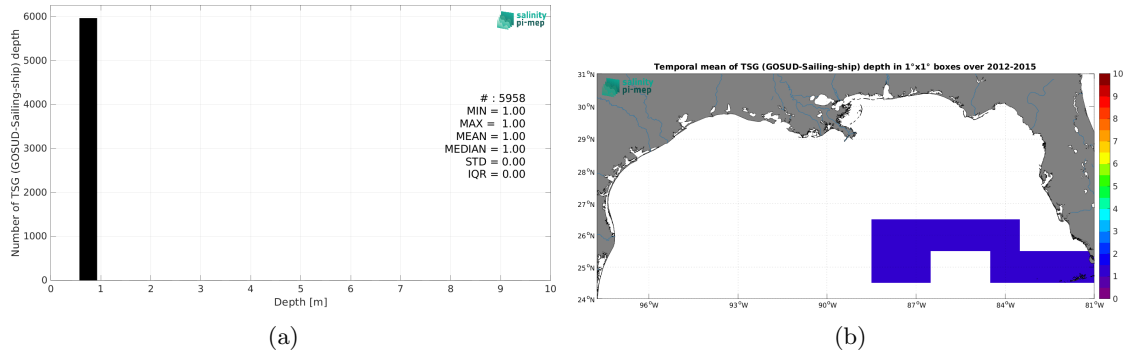 6000
5000
4000
3000
2000
1000
0
Number of TSG (GOSUD-Sailing-ship) depth
salinity
pi-mep
# : 5958
MIN = 1.00
MAX = 1.00
MEAN = 1.00
MEDIAN = 1.00
STD = 0.00
IQR = 0.00
0 1 2 3 4 5 6 7 8 9 10
Depth [m]
(a)
Temporal mean of TSG (GOSUD-Sailing-ship) depth in 1°x1° boxes over 2012-2015
salinity
pi-mep
31°N
30°N
29°N
28°N
27°N
26°N
25°N
24°N
96°W 93°W 90°W 87°W 84°W 81°W
10
9
8
7
6
5
4
3
2
1
0
(b)